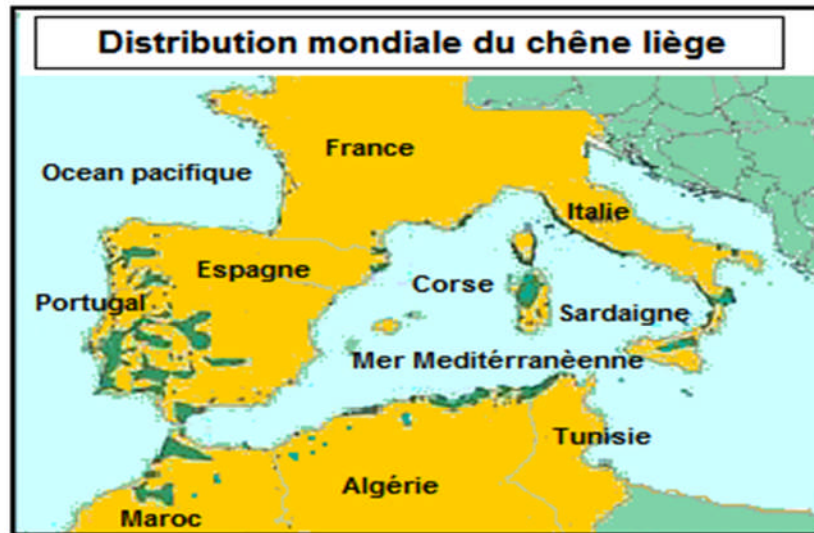 Distribution mondiale du chêne liège
France
Ocean pacifique
Italie
Espagne
Corse
Portugal
Sardaigne
Mer Meditérranèenne
Tunisie
Algérie
Maroc